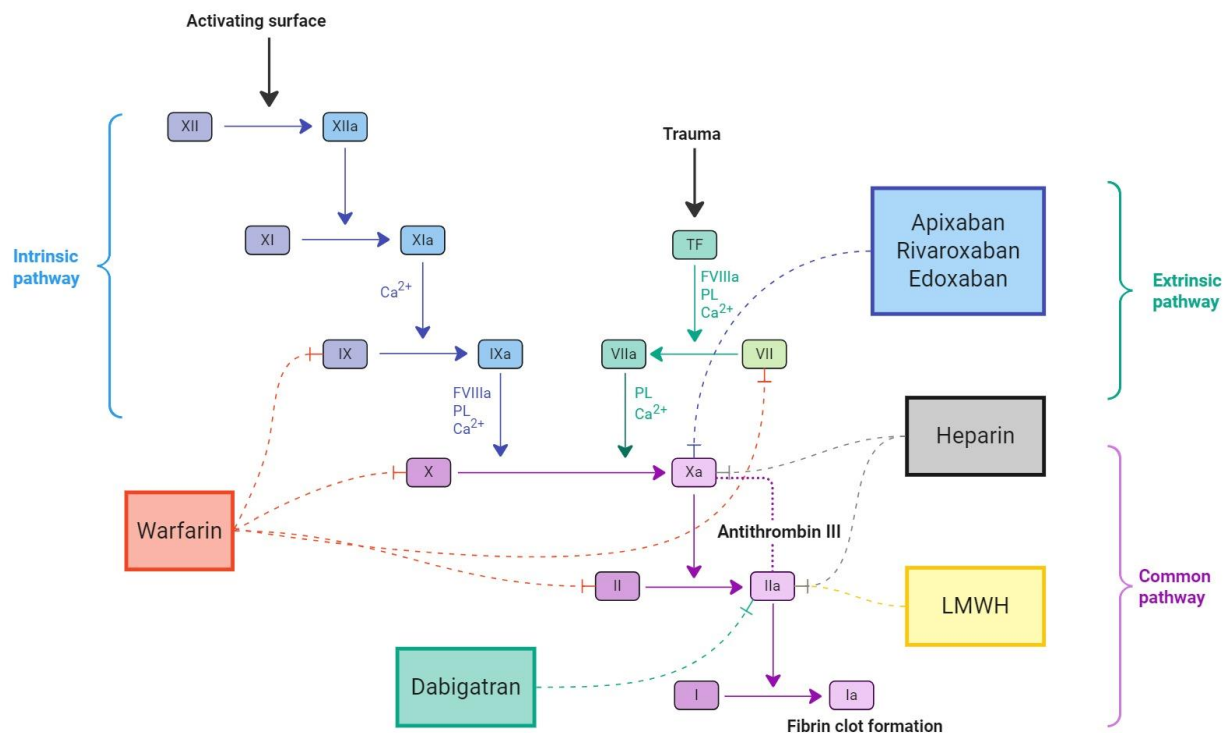 Activating surface
XII
XIIa
Trauma
Intrinsic
pathway
XI
XIa
Ca2+
TF
FVIIIa
PL
Ca2+
Apixaban
Rivaroxaban
Edoxaban
Extrinsic
pathway
IX
IXa
VIIa
VII
FVIIIa
PL
Ca2+
PL
Ca2+
Heparin
X
Xa
Warfarin
Antithrombin III
II
IIa
LMWH
Common
pathway
Dabigatran
I
Ia
Fibrin clot formation